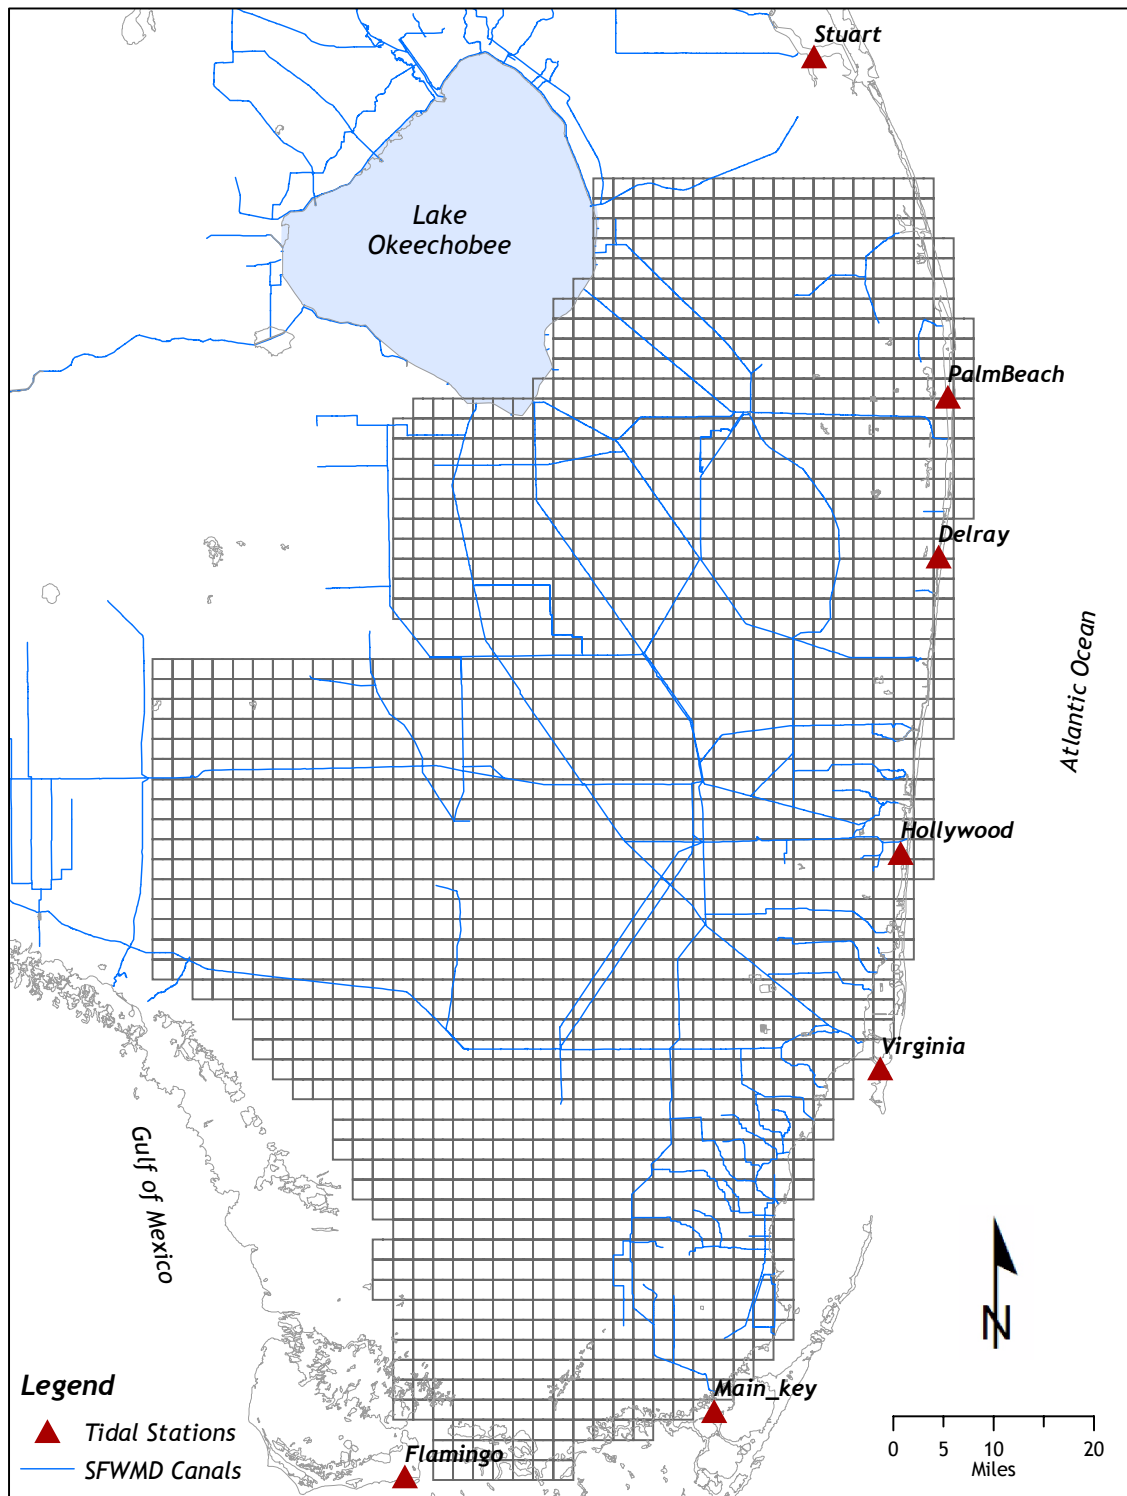 Stuart
Lake
Okeechobee
PalmBeach
Delray
Atlantic Ocean
Hollywood
Virginia
Gulf of Mexico
N
Legend
Main_key
Tidal Stations
Flamingo
SFWMD Canals
0 5 10 20
Miles